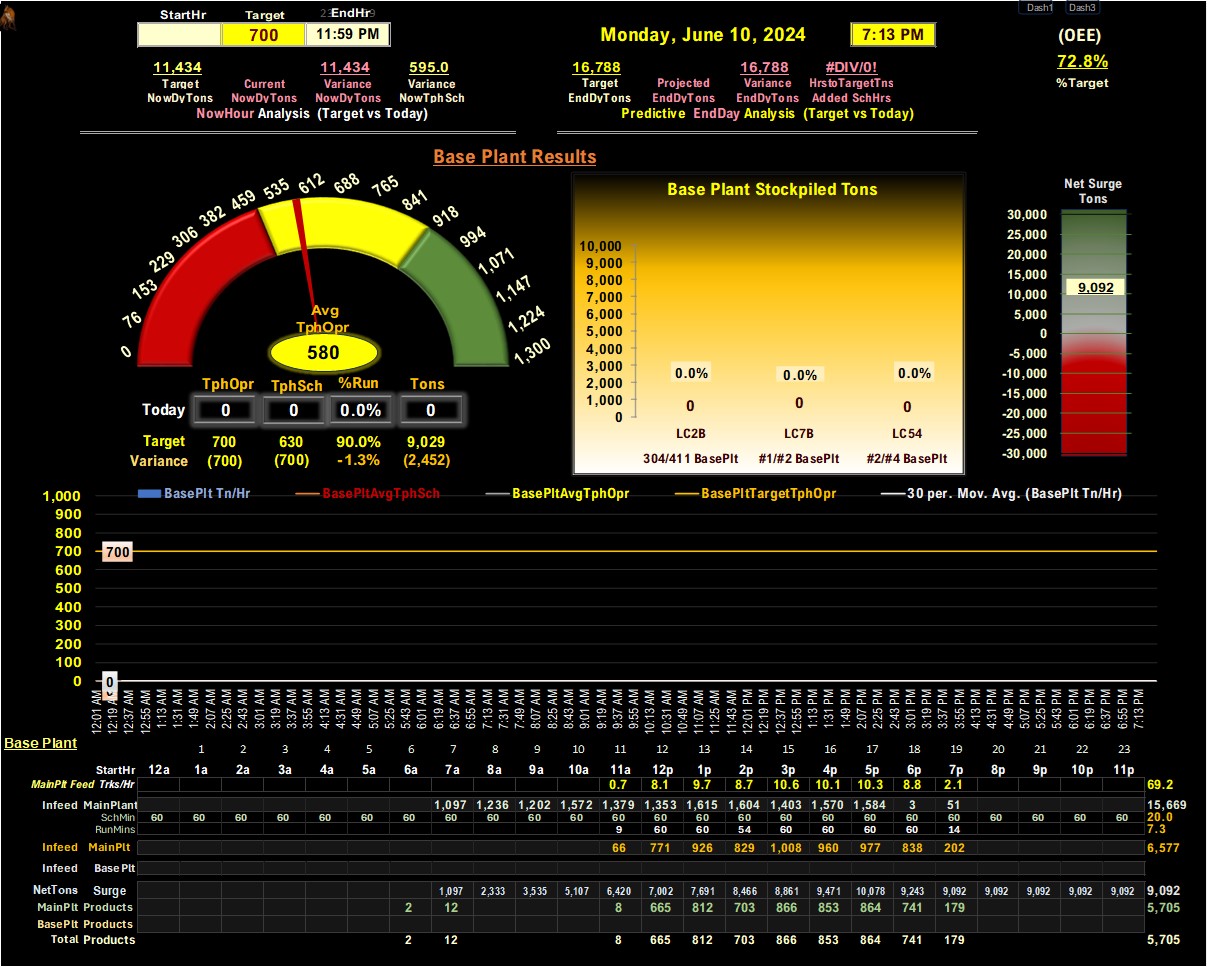 Dash1 Dash3
StartHr Target EndHr
700 11:59 PM
Monday, June 10, 2024 7:13 PM
(OEE)
72.8%
%Target
11,434 11,434 595.0 16,788 16,788 #DIV/0!
Target Current Variance Variance Target Projected Variance HrstoTargetTns
NowDyTons NowDyTons NowDyTons NowTphSch EndDyTons EndDyTons EndDyTons Added SchHrs
NowHour Analysis (Target vs Today) Predictive EndDay Analysis (Target vs Today)
Base Plant Results
0 76 153 229 306 382 459 535 612 688 765 841 918 994 1,071 1,147 1,224 1,300
Avg
TphOpr
580
TphOpr TphSch %Run Tons
Today 0 0 0.0% 0
Target 700 630 90.0% 9,029
Variance (700) (700) -1.3% (2,452)
Base Plant Stockpiled Tons
10,000
9,000
8,000
7,000
6,000
5,000
4,000
3,000
2,000
1,000
0
0.0% 0.0% 0.0%
0 0 0
LC2B LC7B LC54
304/411 BasePlt #1/#2 BasePlt #2/#4 BasePlt
Net Surge
Tons
30,000
25,000
20,000
15,000
10,000
5,000
0
-5,000
-10,000
-15,000
-20,000
-25,000
-30,000
9,092
BasePlt Tn/Hr BasePltAvgTphSch BasePltAvgTphOpr BasePltTargetTphOpr 30 per. Mov. Avg. (BasePlt Tn/Hr)
1,000
900
800
700
600
500
400
300
200
100
0
700
0
12:01 AM 12:19 AM 12:37 AM 12:55 AM 1:13 AM 1:31 AM 1:49 AM 2:07 AM 2:25 AM 2:43 AM 3:01 AM 3:19 AM 3:37 AM 3:55 AM 4:13 AM 4:31 AM 4:49 AM 5:07 AM 5:25 AM 5:43 AM 6:01 AM 6:19 AM 6:37 AM 6:55 AM 7:13 AM 7:31 AM 7:49 AM 8:07 AM 8:25 AM 8:43 AM 9:01 AM 9:19 AM 9:37 AM 9:55 AM 10:13 AM 10:31 AM 10:49 AM 11:07 AM 11:25 AM 11:43 AM 12:01 PM 12:19 PM 12:37 PM 12:55 PM 1:13 PM 1:31 PM 1:49 PM 2:07 PM 2:25 PM 2:43 PM 3:01 PM 3:19 PM 3:37 PM 3:55 PM 4:13 PM 4:31 PM 4:49 PM 5:07 PM 5:25 PM 5:43 PM 6:01 PM 6:19 PM 6:37 PM 6:55 PM 7:13 PM
Base Plant
1 2 3 4 5 6 7 8 9 10 11 12 13 14 15 16 17 18 19 20 21 22 23
StartHr 12a 1a 2a 3a 4a 5a 6a 7a 8a 9a 10a 11a 12p 1p 2p 3p 4p 5p 6p 7p 8p 9p 10p 11p
MainPlt Feed Trks/Hr 0.7 8.1 9.7 8.7 10.6 10.1 10.3 8.8 2.1 69.2
Infeed MainPlant 1,097 1,236 1,202 1,572 1,379 1,353 1,615 1,604 1,403 1,570 1,584 3 51 15,669
SchMin 60 60 60 60 60 60 60 60 60 60 60 60 60 60 60 60 60 60 60 60 60 60 60 60 20.0
RunMins 9 60 60 54 60 60 60 60 14 7.3
Infeed MainPlt 66 771 926 829 1,008 960 977 838 202 6,577
Infeed BasePlt
NetTons Surge 1,097 2,333 3,535 5,107 6,420 7,002 7,691 8,466 8,861 9,471 10,078 9,243 9,092 9,092 9,092 9,092 9,092 9,092
MainPlt Products 2 12 8 665 812 703 866 853 864 741 179 5,705
BasePlt Products
Total Products 2 12 8 665 812 703 866 853 864 741 179 5,705